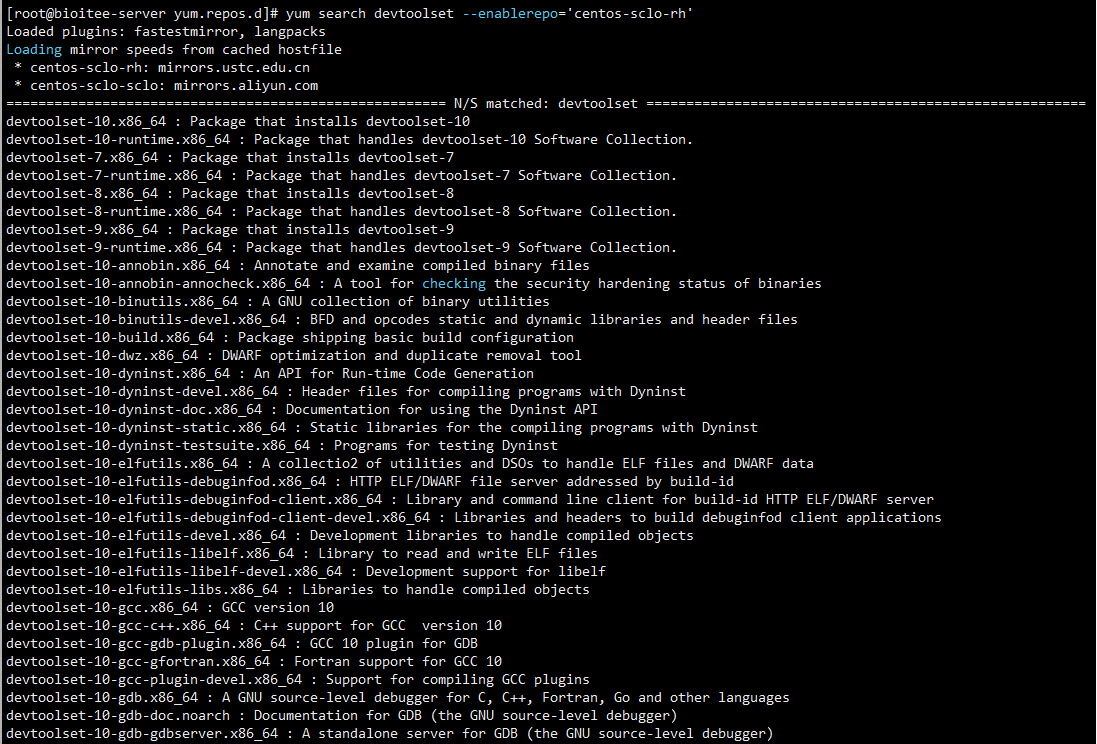 [root@bioitee-server yum.repos.d]# yum search devtoolset --enablerepo='centos-sclo-rh'
Loaded plugins: fastestmirror, langpacks
Loading mirror speeds from cached hostfile
 * centos-sclo-rh: mirrors.ustc.edu.cn
 * centos-sclo-sclo: mirrors.aliyun.com
======================================================= N/S matched: devtoolset =======================================================
devtoolset-10.x86_64 : Package that installs devtoolset-10
devtoolset-10-runtime.x86_64 : Package that handles devtoolset-10 Software Collection.
devtoolset-7.x86_64 : Package that installs devtoolset-7
devtoolset-7-runtime.x86_64 : Package that handles devtoolset-7 Software Collection.
devtoolset-8.x86_64 : Package that installs devtoolset-8
devtoolset-8-runtime.x86_64 : Package that handles devtoolset-8 Software Collection.
devtoolset-9.x86_64 : Package that installs devtoolset-9
devtoolset-9-runtime.x86_64 : Package that handles devtoolset-9 Software Collection.
devtoolset-10-annobin.x86_64 : Annotate and examine compiled binary files
devtoolset-10-annobin-annocheck.x86_64 : A tool for checking the security hardening status of binaries
devtoolset-10-binutils.x86_64 : A GNU collection of binary utilities
devtoolset-10-binutils-devel.x86_64 : BFD and opcodes static and dynamic libraries and header files
devtoolset-10-build.x86_64 : Package shipping basic build configuration
devtoolset-10-dwz.x86_64 : DWARF optimization and duplicate removal tool
devtoolset-10-dyninst.x86_64 : An API for Run-time Code Generation
devtoolset-10-dyninst-devel.x86_64 : Header files for compiling programs with Dyninst
devtoolset-10-dyninst-doc.x86_64 : Documentation for using the Dyninst API
devtoolset-10-dyninst-static.x86_64 : Static libraries for the compiling programs with Dyninst
devtoolset-10-dyninst-testsuite.x86_64 : Programs for testing Dyninst
devtoolset-10-elfutils.x86_64 : A collectio2 of utilities and DSOs to handle ELF files and DWARF data
devtoolset-10-elfutils-debuginfod.x86_64 : HTTP ELF/DWARF file server addressed by build-id
devtoolset-10-elfutils-debuginfod-client.x86_64 : Library and command line client for build-id HTTP ELF/DWARF server
devtoolset-10-elfutils-debuginfod-client-devel.x86_64 : Libraries and headers to build debuginfod client applications
devtoolset-10-elfutils-devel.x86_64 : Development libraries to handle compiled objects
devtoolset-10-elfutils-libelf.x86_64 : Library to read and write ELF files
devtoolset-10-elfutils-libelf-devel.x86_64 : Development support for libelf
devtoolset-10-elfutils-libs.x86_64 : Libraries to handle compiled objects
devtoolset-10-gcc.x86_64 : GCC version 10
devtoolset-10-gcc-c++.x86_64 : C++ support for GCC  version 10
devtoolset-10-gcc-gdb-plugin.x86_64 : GCC 10 plugin for GDB
devtoolset-10-gcc-gfortran.x86_64 : Fortran support for GCC 10
devtoolset-10-gcc-plugin-devel.x86_64 : Support for compiling GCC plugins
devtoolset-10-gdb.x86_64 : A GNU source-level debugger for C, C++, Fortran, Go and other languages
devtoolset-10-gdb-doc.noarch : Documentation for GDB (the GNU source-level debugger)
devtoolset-10-gdb-gdbserver.x86_64 : A standalone server for GDB (the GNU source-level debugger)